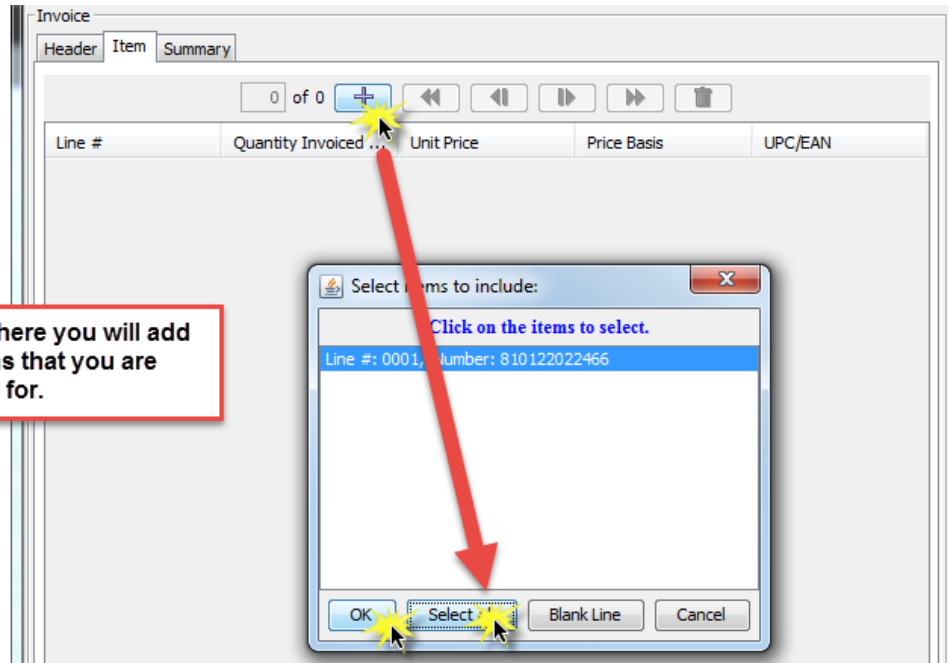 Invoice
Header Item Summary
0 of 0
Line # Quantity Invoiced ... Unit Price Price Basis UPC/EAN
Select items to include:
Click on the items to select.
Line #: 0001, Number: 810122022466
here you will add
s that you are
for.
OK Select Blank Line Cancel